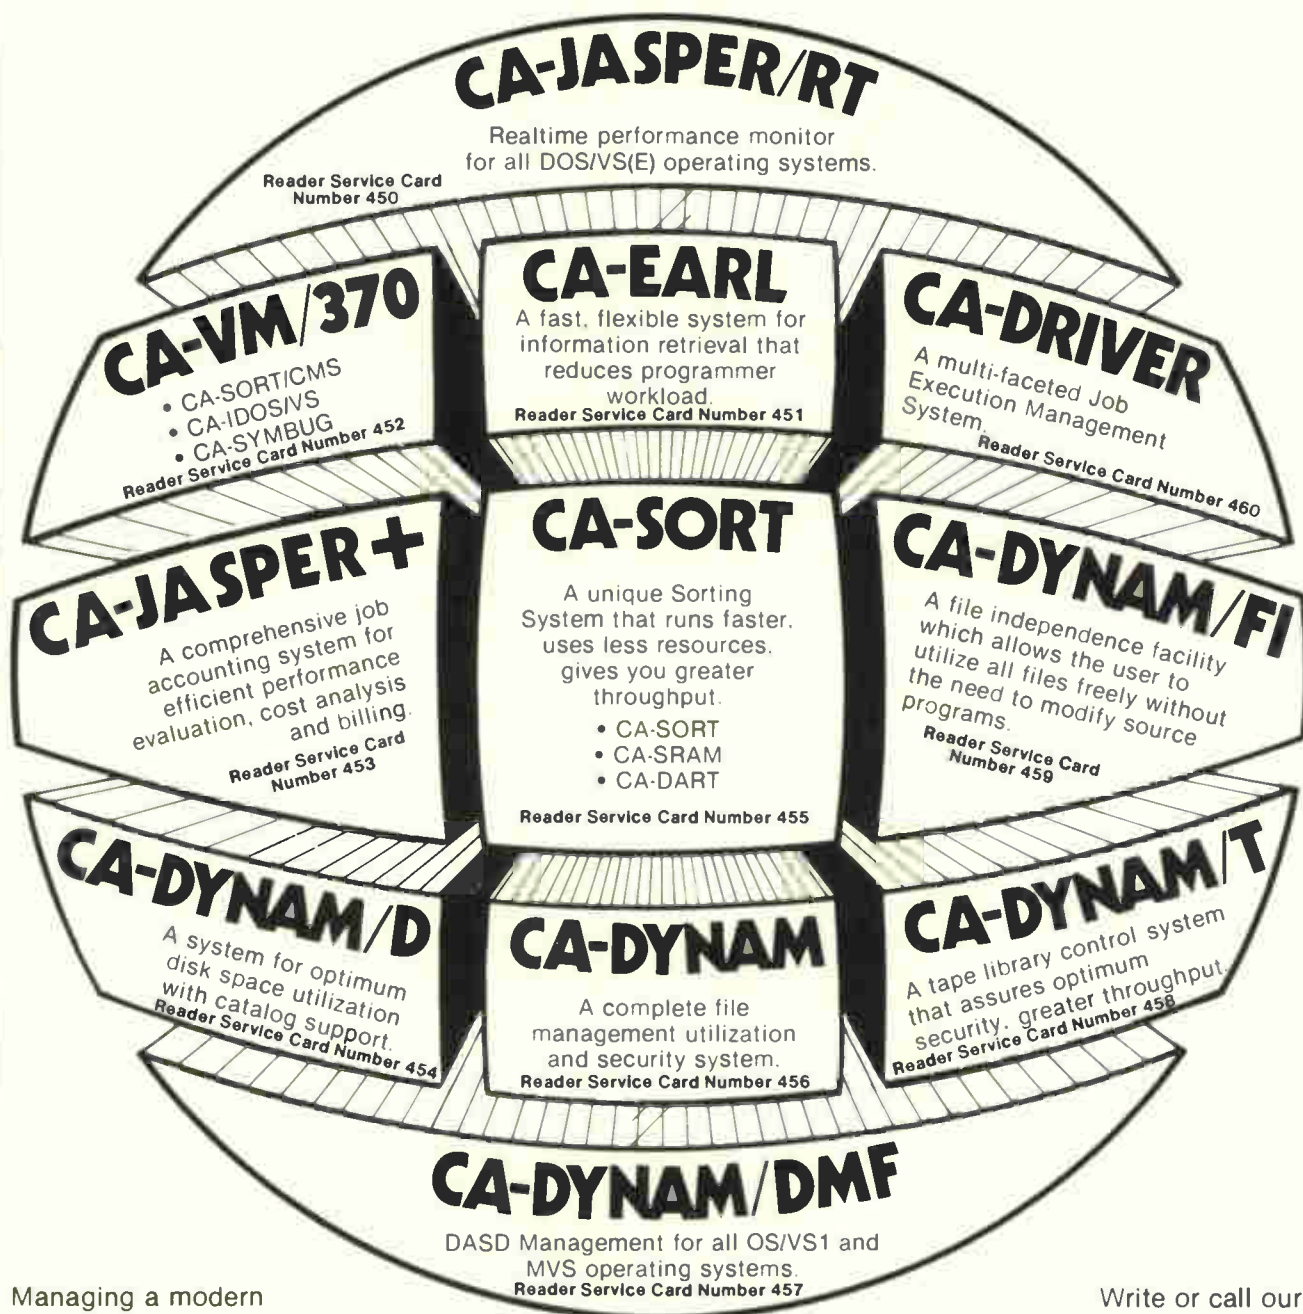 CA-JASPER/RT
Realtime performance monitor
for all DOS/VS(E) operating systems.
Reader Service Card
Number 450
CA-VM/370
• CA-SORT/CMS
• CA-IDOS/VS
• CA-SYMBUG
Reader Service Card Number 452
CA-EARL
A fast, flexible system for
information retrieval that
reduces programmer
workload.
Reader Service Card Number 451
CA-DRIVER
A multi-faceted Job
Execution Management
System.
Reader Service Card Number 460
CA-JASPER+
A comprehensive job
accounting system for
efficient performance
evaluation, cost analysis
and billing.
Reader Service Card
Number 453
CA-SORT
A unique Sorting
System that runs faster,
uses less resources,
gives you greater
throughput.
• CA-SORT
• CA-SRAM
• CA-DART
Reader Service Card Number 455
CA-DYNAM/FI
A file independence facility
which allows the user to
utilize all files freely without
the need to modify source
programs.
Reader Service Card
Number 459
CA-DYNAM/D
A system for optimum
disk space utilization
with catalog support.
Reader Service Card Number 454
CA-DYNAM
A complete file
management utilization
and security system.
Reader Service Card Number 456
CA-DYNAM/T
A tape library control system
that assures optimum
security, greater throughput.
Reader Service Card Number 458
CA-DYNAM/DMF
DASD Management for all OS/VS1 and
MVS operating systems.
Reader Service Card Number 457
Managing a modern
Write or call our